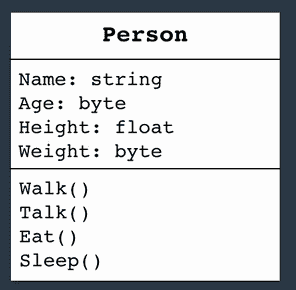 Person
Name: string
Age: byte
Height: float
Weight: byte
Walk()
Talk()
Eat()
Sleep()